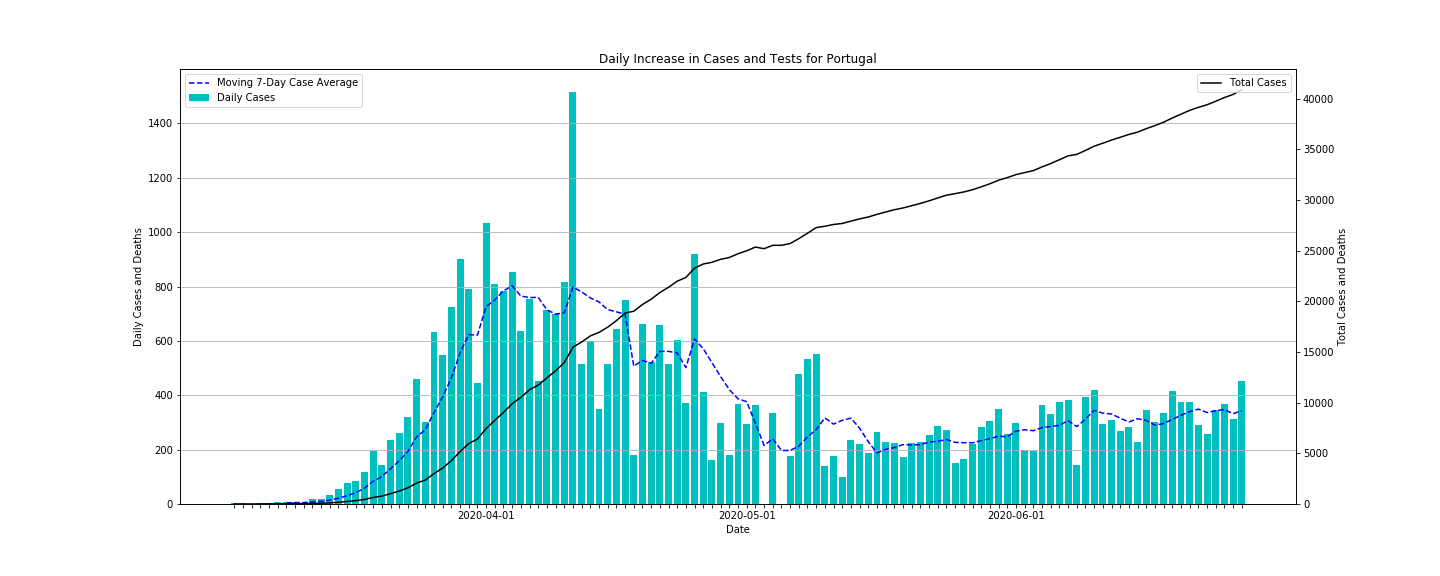 Daily Increase in Cases and Tests for Portugal
Moving 7-Day Case Average
Daily Cases
Total Cases
1400
1200
1000
800
600
400
200
0
Daily Cases and Deaths
40000
35000
30000
25000
20000
15000
10000
5000
0
Total Cases and Deaths
2020-04-01
2020-05-01
2020-06-01
Date